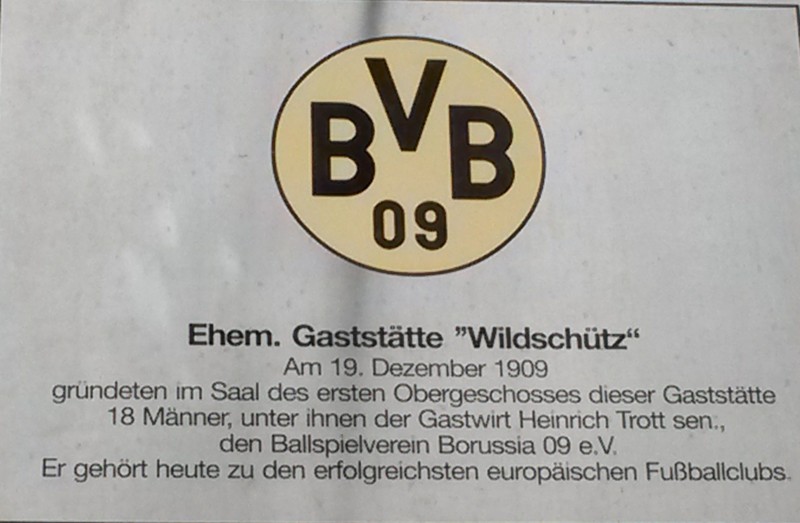 BVB
09
Ehem. Gaststätte "Wildschütz“
Am 19. Dezember 1909
gründeten im Saal des ersten Obergeschosses dieser Gaststätte
18 Männer, unter ihnen der Gastwirt Heinrich Trott sen.,
den Ballspielverein Borussia 09 e.V.
Er gehört heute zu den erfolgreichsten europäischen Fußballclubs.